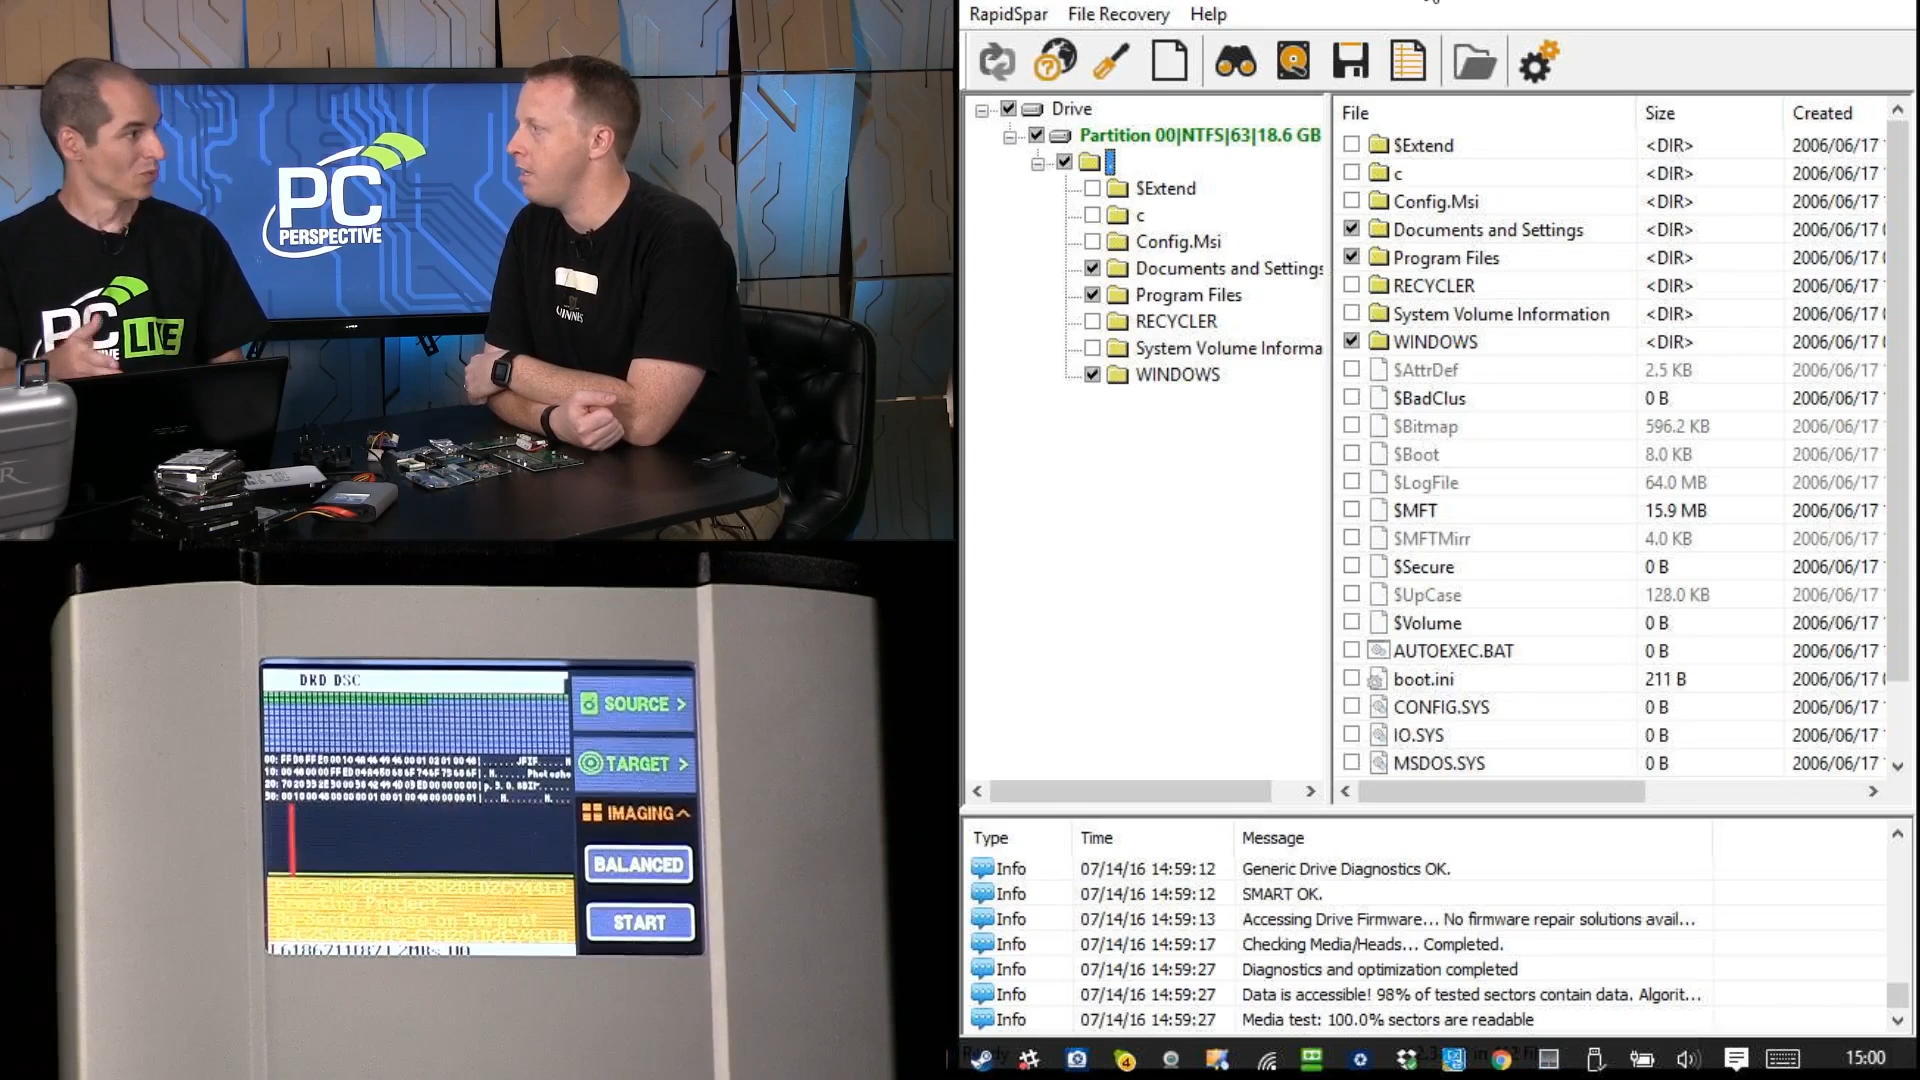 PC
PERSPECTIVE
PC LIVE
RapidSpar File Recovery Help
Drive
Partition 00|NTFS|63|18.6 GB
$Extend
c
Config.Msi
Documents and Settings
Program Files
RECYCLER
System Volume Informa
WINDOWS
File Size Created
$Extend <DIR> 2006/06/17
c <DIR> 2006/06/17
Config.Msi <DIR> 2006/06/17
Documents and Settings <DIR> 2006/06/17
Program Files <DIR> 2006/06/17
RECYCLER <DIR> 2006/06/17
System Volume Information <DIR> 2006/06/17
WINDOWS <DIR> 2006/06/17
$AttrDef 2.5 KB 2006/06/17
$BadClus 0 B 2006/06/17
$Bitmap 596.2 KB 2006/06/17
$Boot 8.0 KB 2006/06/17
$LogFile 64.0 MB 2006/06/17
$MFT 15.9 MB 2006/06/17
$MFTMirr 4.0 KB 2006/06/17
$Secure 0 B 2006/06/17
$UpCase 128.0 KB 2006/06/17
$Volume 0 B 2006/06/17
AUTOEXEC.BAT 0 B 2006/06/17
boot.ini 211 B 2006/06/17
CONFIG.SYS 0 B 2006/06/17
IO.SYS 0 B 2006/06/17
MSDOS.SYS 0 B 2006/06/17
Type Time Message
Info 07/14/16 14:59:12 Generic Drive Diagnostics OK.
Info 07/14/16 14:59:12 SMART OK.
Info 07/14/16 14:59:13 Accessing Drive Firmware... No firmware repair solutions avail...
Info 07/14/16 14:59:17 Checking Media/Heads... Completed.
Info 07/14/16 14:59:27 Diagnostics and optimization completed
Info 07/14/16 14:59:27 Data is accessible! 98% of tested sectors contain data. Algorit...
Info 07/14/16 14:59:27 Media test: 100.0% sectors are readable
15:00
DRD DSC
SOURCE >
TARGET >
IMAGING
BALANCED
START
Creating Project